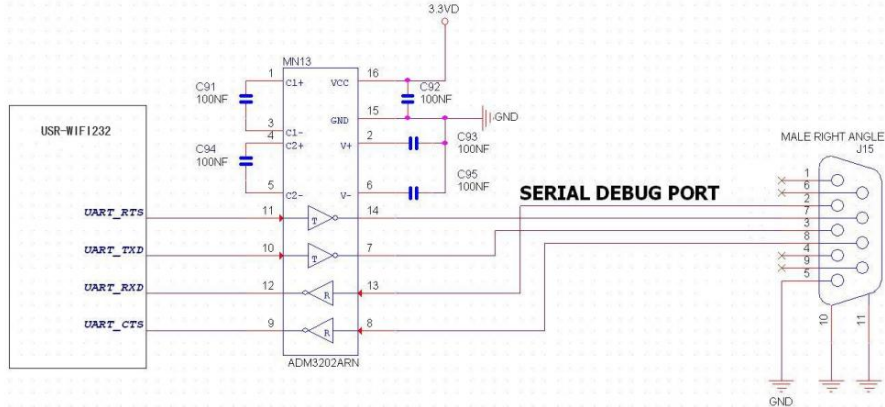 3.3VD
MN13
1 C1+ VCC 16
C91
100NF
C92
100NF
15
GND
GND
3 C1-
4 C2+ V+ 2
C93
100NF
C94
100NF
5 C2- V- 6
C95
100NF
USR-WIFI232
UART_RTS 11 T 14
UART_TXD 10 T 7
UART_RXD 12 R 13
UART_CTS 9 R 8
ADM3202ARN
SERIAL DEBUG PORT
MALE RIGHT ANGLE
J15
1
6
2
7
3
8
4
9
5
10
11
GND